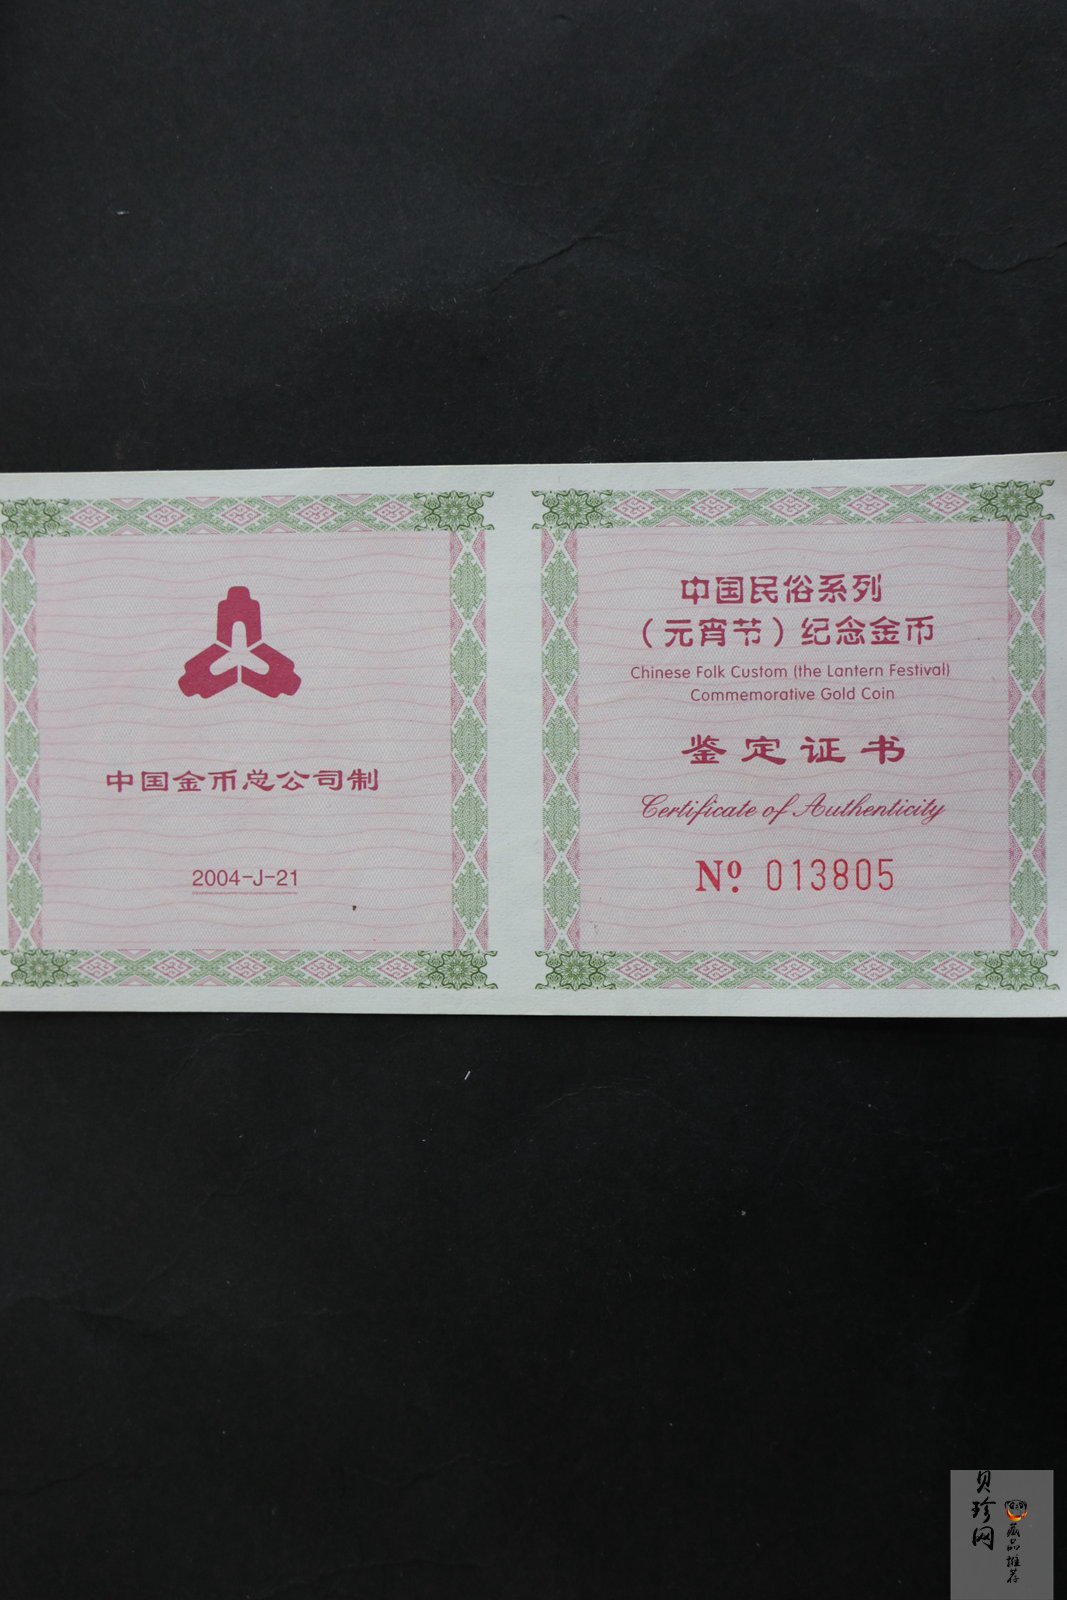 中国金币总公司制
2004-J-21
中国民俗系列
（元宵节）纪念金币
Chinese Folk Custom (the Lantern Festival)
Commemorative Gold Coin
鉴定证书
Certificate of Authenticity
Nº 013805
贝珍网
藏品推荐